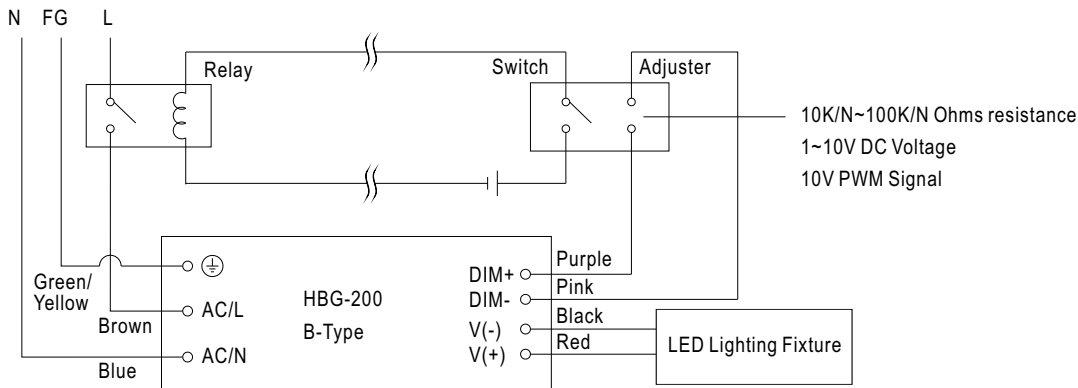 N FG L
Relay
Switch
Adjuster
10K/N~100K/N Ohms resistance
1~10V DC Voltage
10V PWM Signal
Green/
Yellow
Brown
Blue
AC/L
AC/N
HBG-200
B-Type
DIM+
DIM-
V(-)
V(+)
Purple
Pink
Black
Red
LED Lighting Fixture